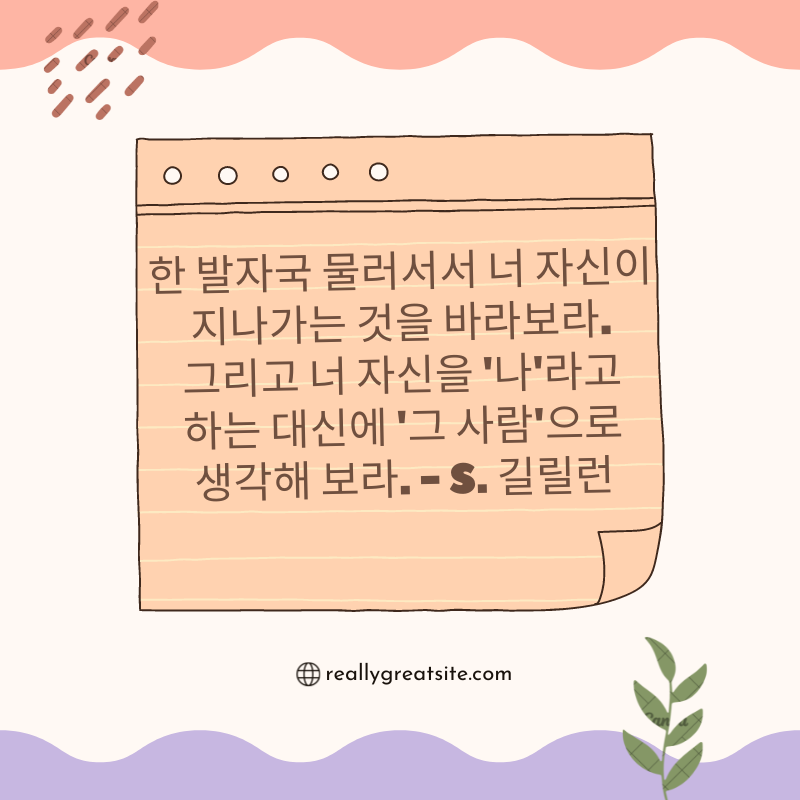 한 발자국 물러서서 너 자신이
지나가는 것을 바라보라.
그리고 너 자신을 '나'라고
하는 대신에 '그 사람'으로
생각해 보라. - S. 길릴런
reallygreatsite.com